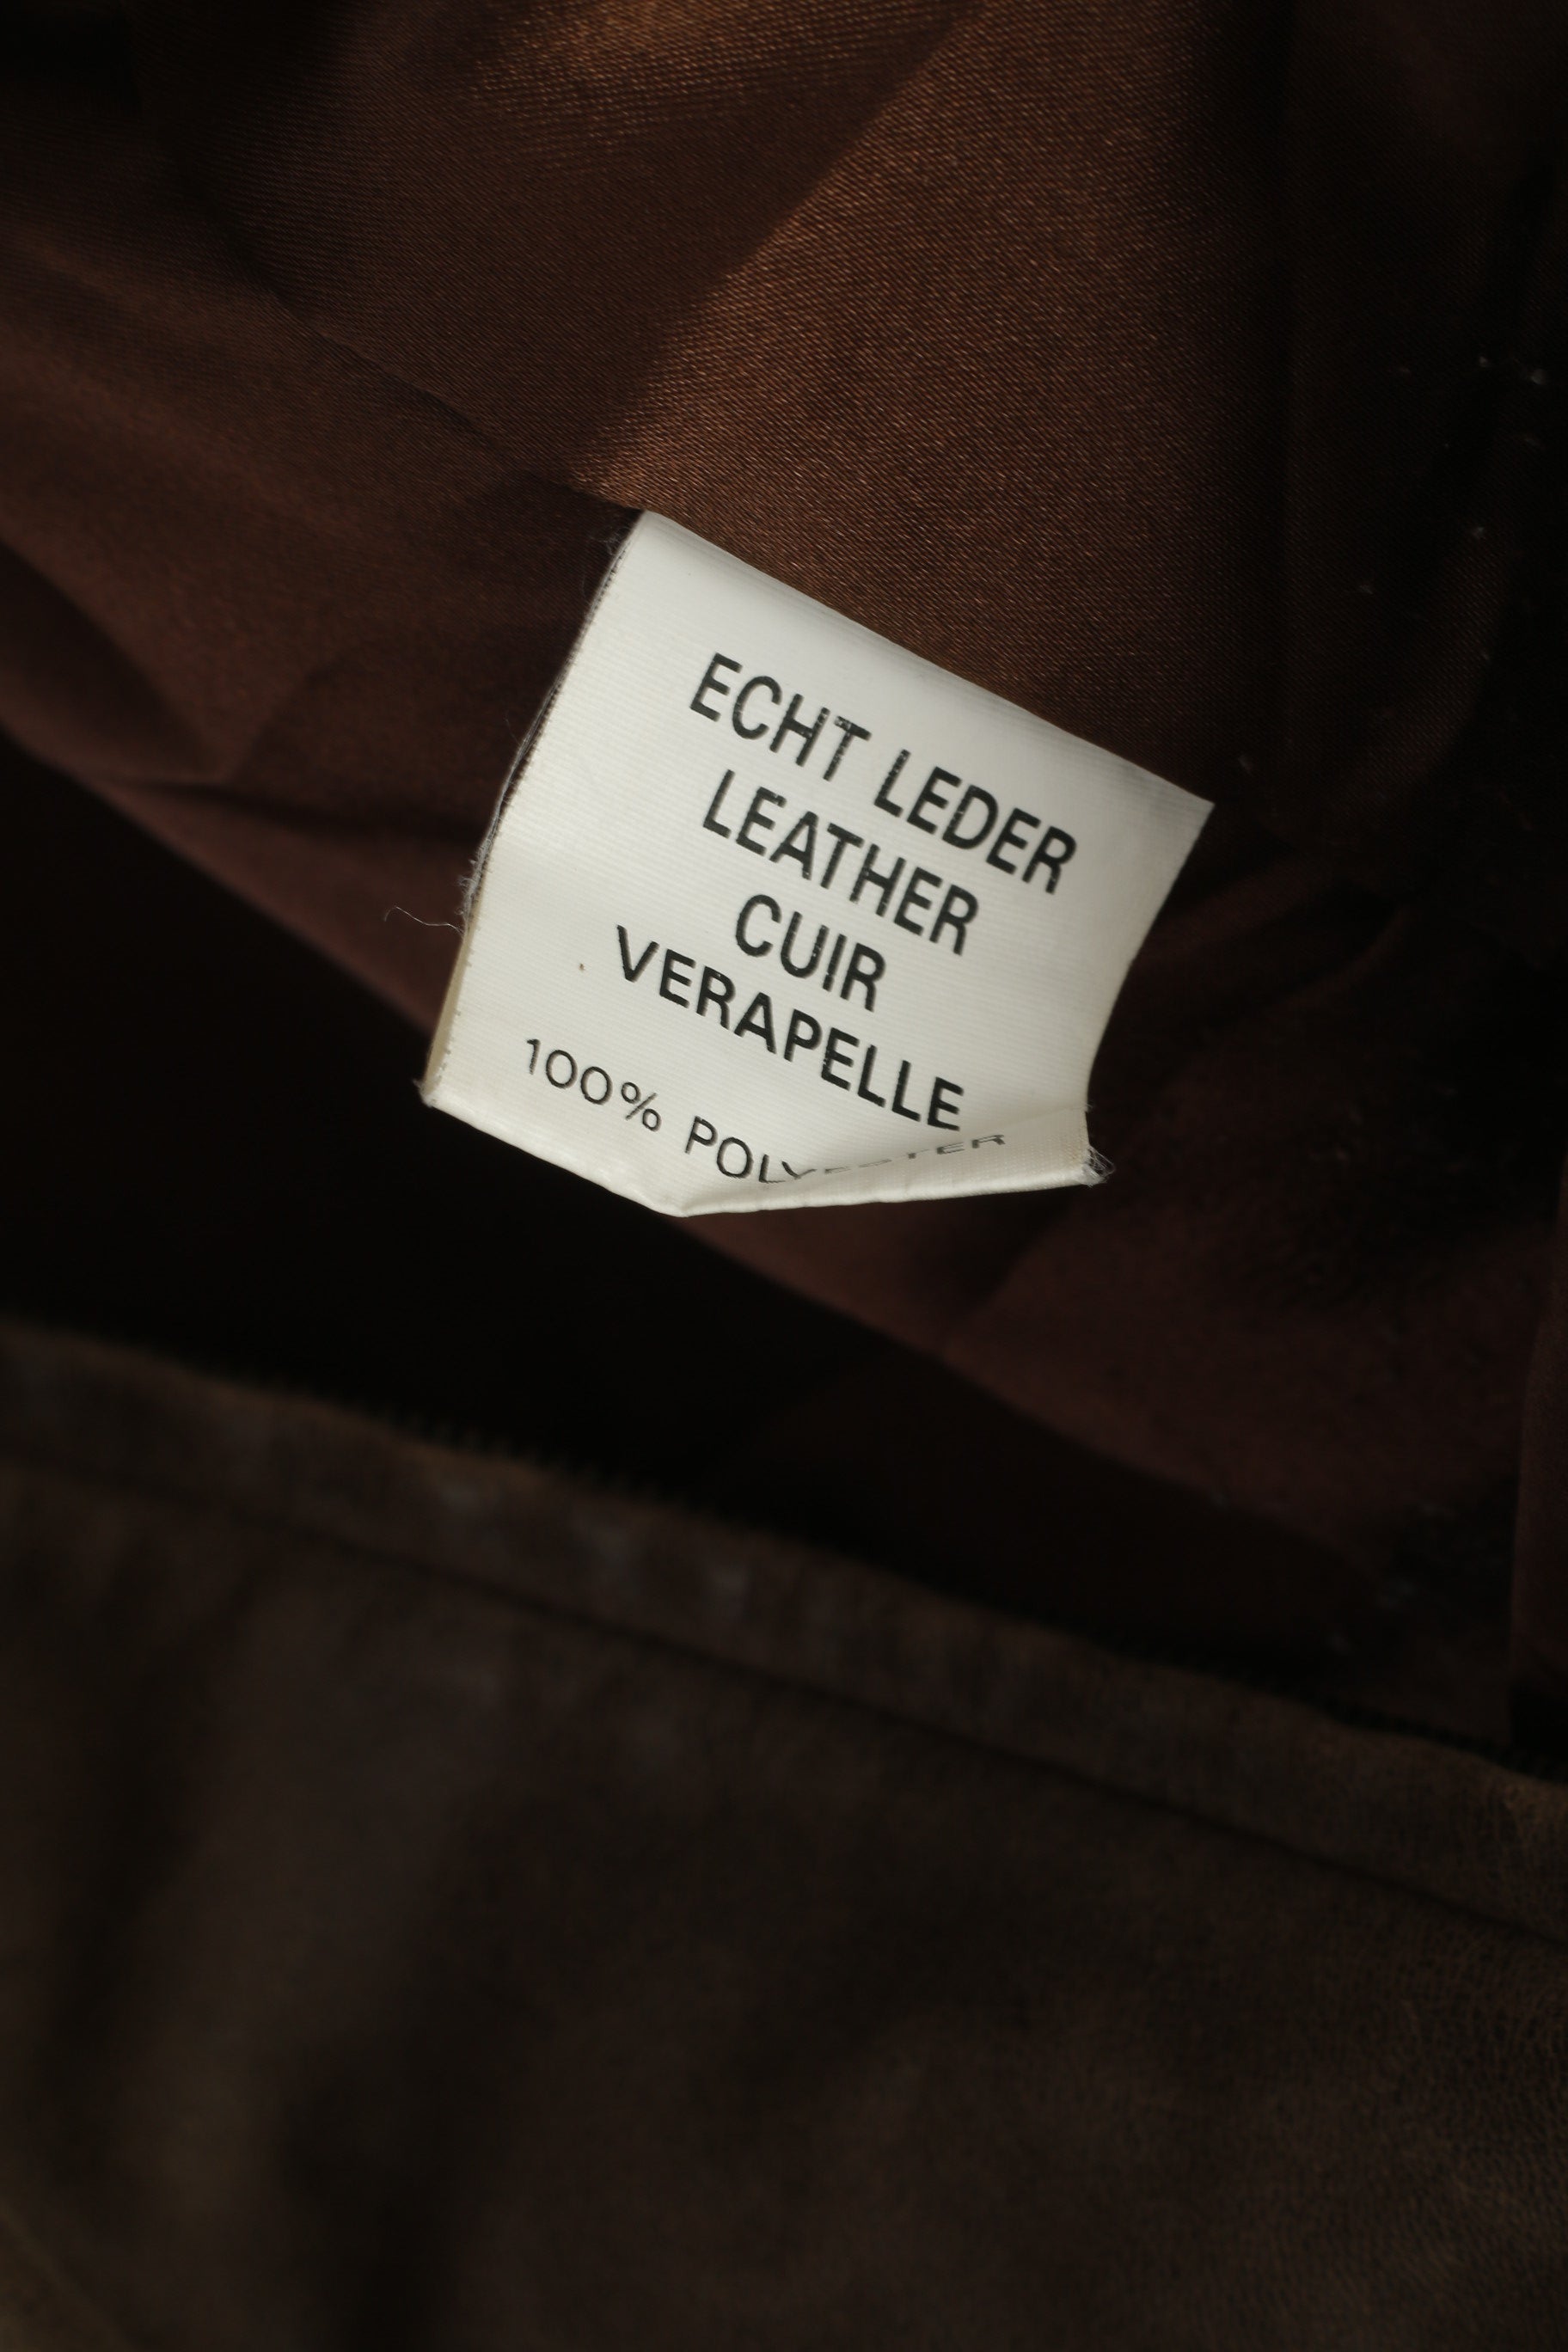 ECHT LEDER
LEATHER
CUIR
VERAPELLE
100% POLYESTER